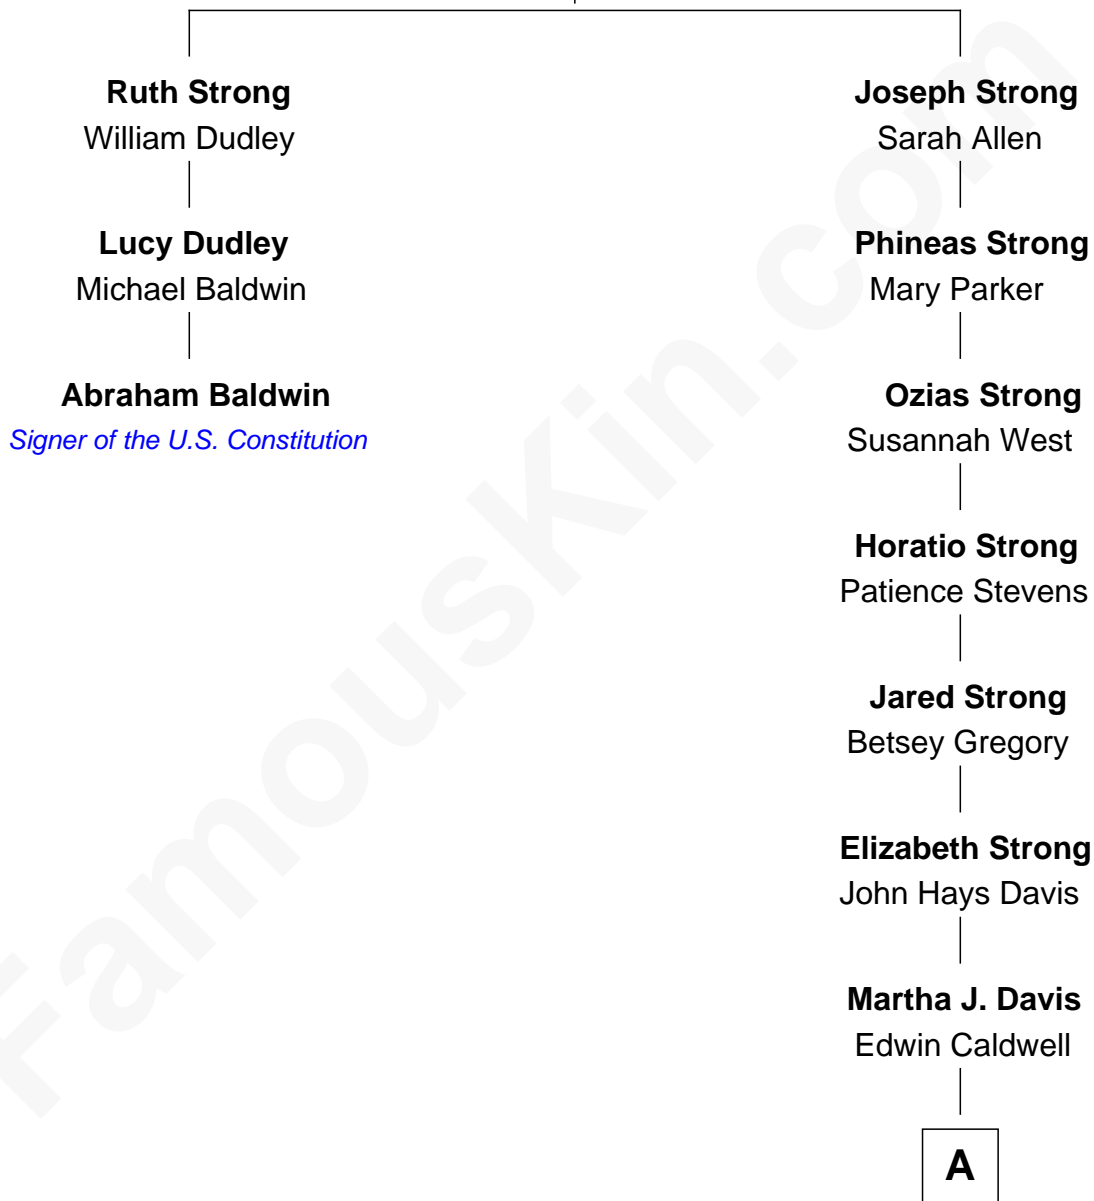 Ruth Strong
William Dudley
Lucy Dudley
Michael Baldwin
Abraham Baldwin
Signer of the U.S. Constitution
Joseph Strong
Sarah Allen
Phineas Strong
Mary Parker
Ozias Strong
Susannah West
Horatio Strong
Patience Stevens
Jared Strong
Betsey Gregory
Elizabeth Strong
John Hays Davis
Martha J. Davis
Edwin Caldwell
A
FamousKin.com